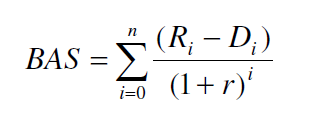 BAS = \sum_{i=0}^{n} \frac{(R_i - D_i)}{(1 + r)^i}